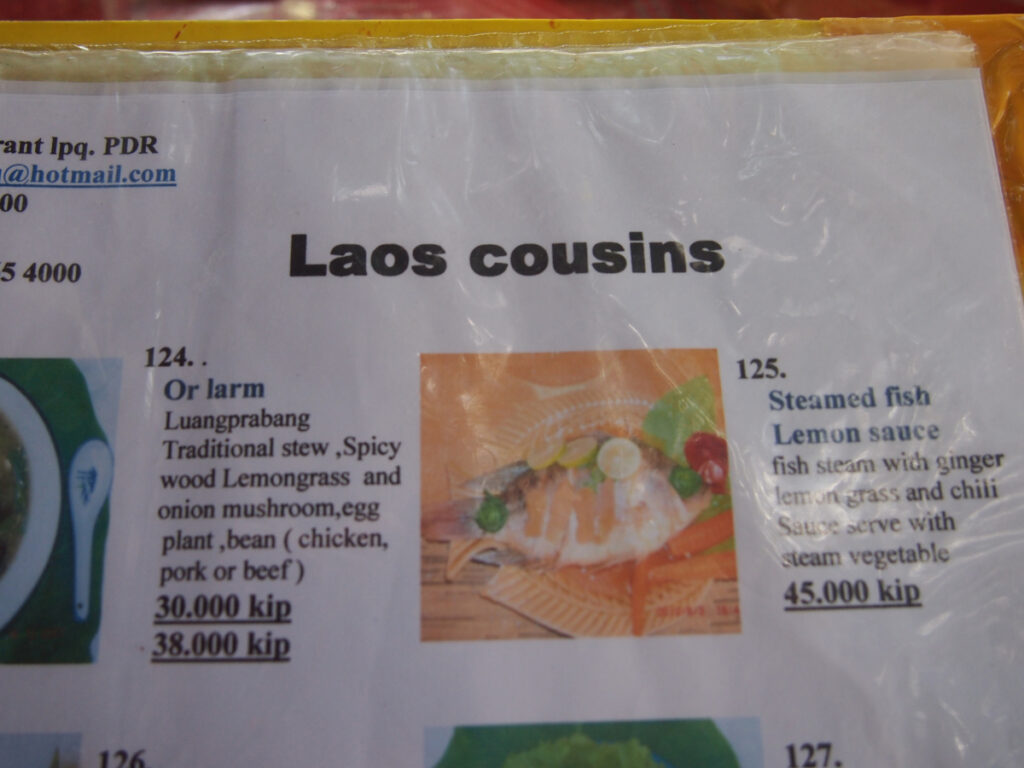 rant lpq. PDR
@hotmail.com
00
5 4000
Laos cousins
124. .
Or larm
Luangprabang
Traditional stew ,Spicy
wood Lemongrass and
onion mushroom,egg
plant ,bean ( chicken,
pork or beef )
30.000 kip
38.000 kip
125.
Steamed fish
Lemon sauce
fish steam with ginger
lemon grass and chili
Sauce serve with
steam vegetable
45.000 kip
126
127.